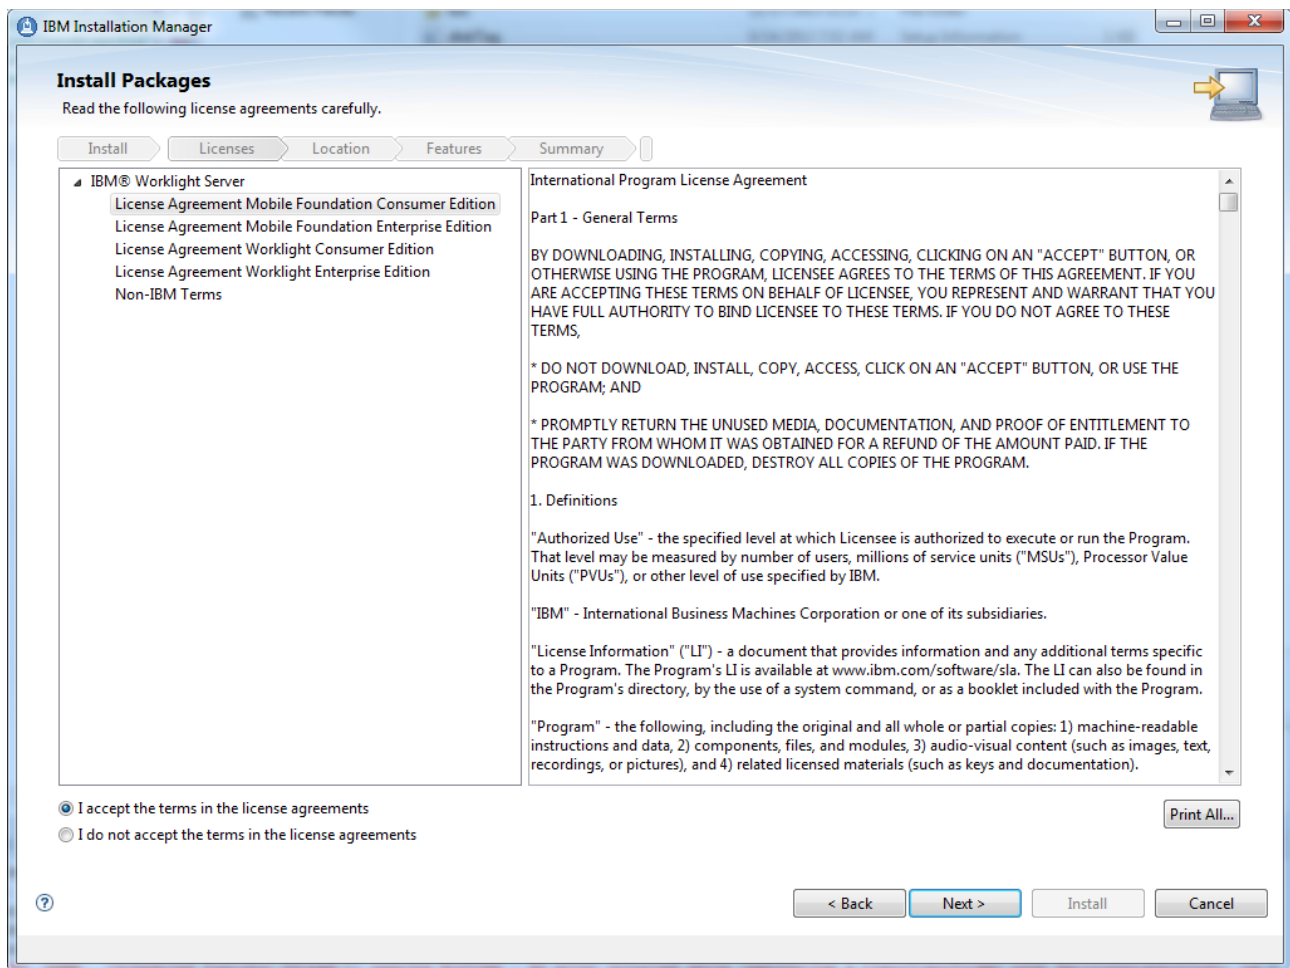 IBM Installation Manager
Install Packages
Read the following license agreements carefully.
Install
Licenses
Location
Features
Summary
IBM® Worklight Server
License Agreement Mobile Foundation Consumer Edition
License Agreement Mobile Foundation Enterprise Edition
License Agreement Worklight Consumer Edition
License Agreement Worklight Enterprise Edition
Non-IBM Terms
International Program License Agreement
Part 1 - General Terms
BY DOWNLOADING, INSTALLING, COPYING, ACCESSING, CLICKING ON AN "ACCEPT" BUTTON, OR
OTHERWISE USING THE PROGRAM, LICENSEE AGREES TO THE TERMS OF THIS AGREEMENT. IF YOU
ARE ACCEPTING THESE TERMS ON BEHALF OF LICENSEE, YOU REPRESENT AND WARRANT THAT YOU
HAVE FULL AUTHORITY TO BIND LICENSEE TO THESE TERMS. IF YOU DO NOT AGREE TO THESE
TERMS,
* DO NOT DOWNLOAD, INSTALL, COPY, ACCESS, CLICK ON AN "ACCEPT" BUTTON, OR USE THE
PROGRAM; AND
* PROMPTLY RETURN THE UNUSED MEDIA, DOCUMENTATION, AND PROOF OF ENTITLEMENT TO
THE PARTY FROM WHOM IT WAS OBTAINED FOR A REFUND OF THE AMOUNT PAID. IF THE
PROGRAM WAS DOWNLOADED, DESTROY ALL COPIES OF THE PROGRAM.
1. Definitions
"Authorized Use" - the specified level at which Licensee is authorized to execute or run the Program.
That level may be measured by number of users, millions of service units ("MSUs"), Processor Value
Units ("PVUs"), or other level of use specified by IBM.
"IBM" - International Business Machines Corporation or one of its subsidiaries.
"License Information" ("LI") - a document that provides information and any additional terms specific
to a Program. The Program's LI is available at www.ibm.com/software/sla. The LI can also be found in
the Program's directory, by the use of a system command, or as a booklet included with the Program.
"Program" - the following, including the original and all whole or partial copies: 1) machine-readable
instructions and data, 2) components, files, and modules, 3) audio-visual content (such as images, text,
recordings, or pictures), and 4) related licensed materials (such as keys and documentation).
I accept the terms in the license agreements
I do not accept the terms in the license agreements
Print All...
?
< Back
Next >
Install
Cancel